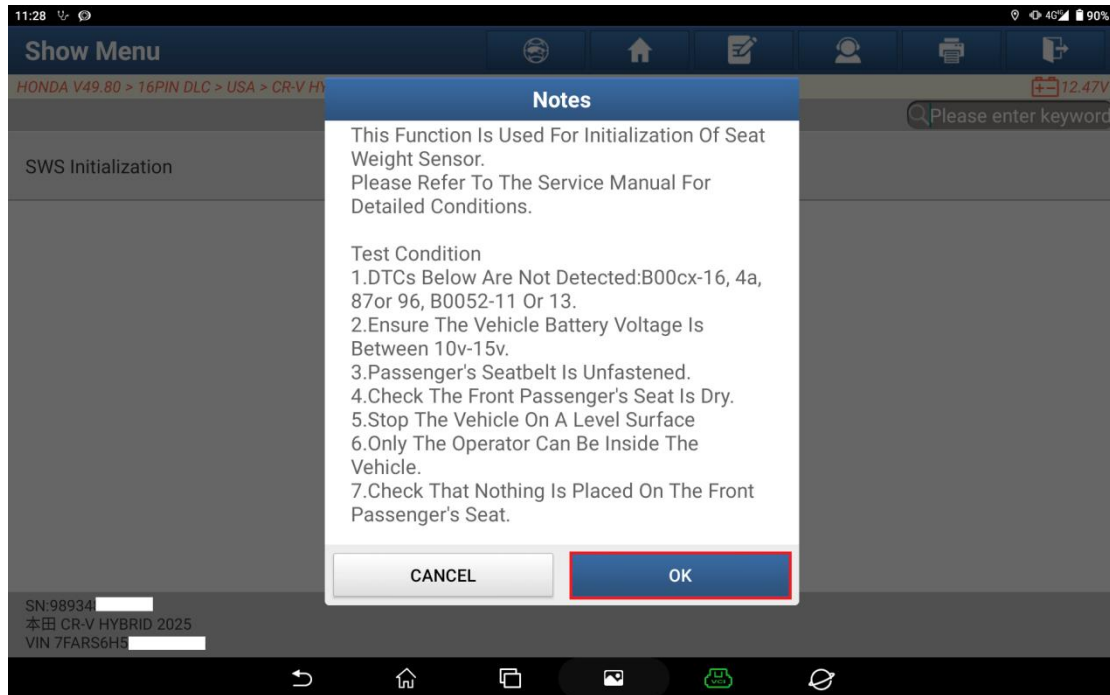 11:28 4G 90%
Show Menu
HONDA V49.80 > 16PIN DLC > USA > CR-V HY
12.47V
Please enter keyword
SWS Initialization
Notes
This Function Is Used For Initialization Of Seat
Weight Sensor.
Please Refer To The Service Manual For
Detailed Conditions.
Test Condition
1.DTCs Below Are Not Detected:B00cx-16, 4a,
87or 96, B0052-11 Or 13.
2.Ensure The Vehicle Battery Voltage Is
Between 10v-15v.
3.Passenger's Seatbelt Is Unfastened.
4.Check The Front Passenger's Seat Is Dry.
5.Stop The Vehicle On A Level Surface
6.Only The Operator Can Be Inside The
Vehicle.
7.Check That Nothing Is Placed On The Front
Passenger's Seat.
CANCEL
OK
SN:98934
本田 CR-V HYBRID 2025
VIN 7FARS6H5
VCI